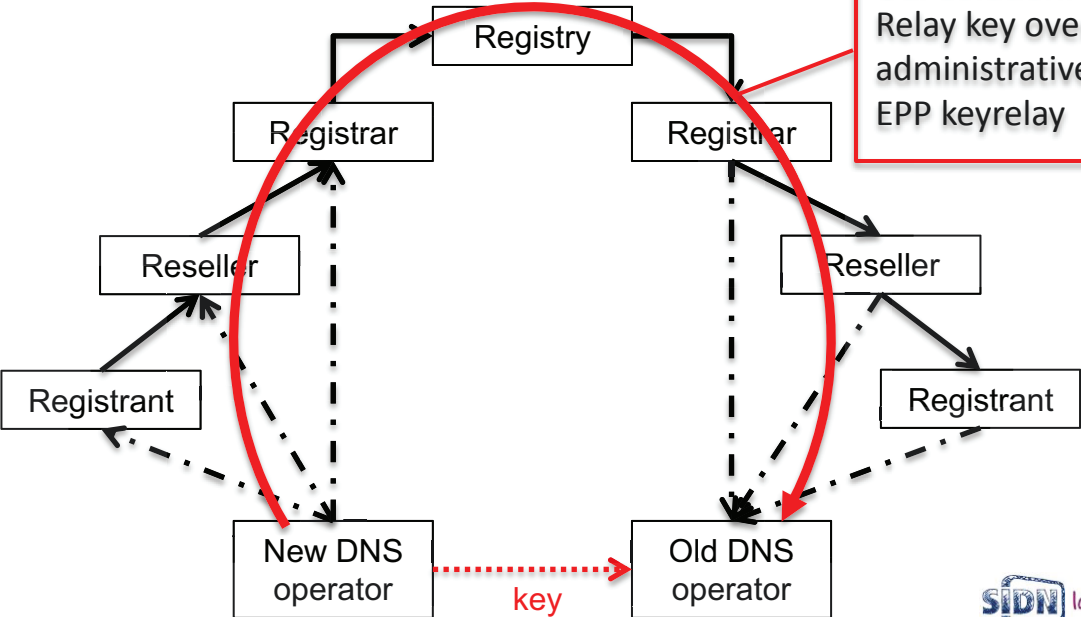 Registry
Relay key ove
administrative
EPP keyrelay
Registrar
Registrar
Reseller
Reseller
Registrant
Registrant
New DNS
operator
key
Old DNS
operator
SIDN